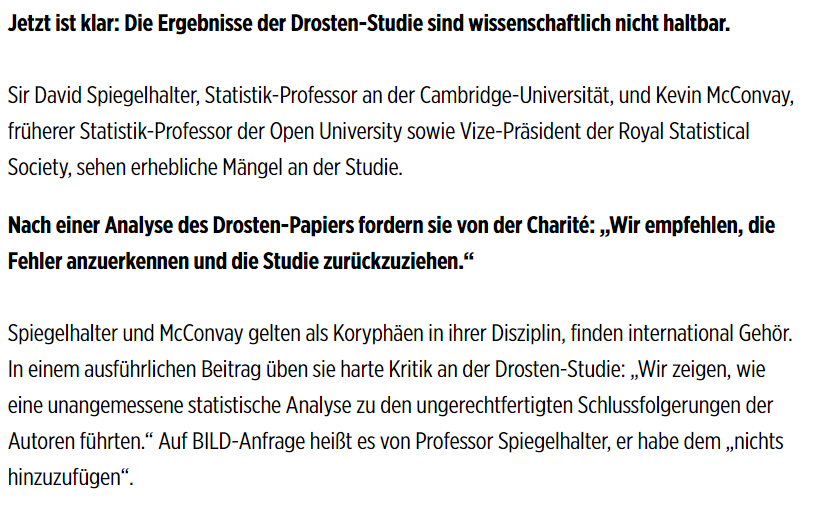 Jetzt ist klar: Die Ergebnisse der Drosten-Studie sind wissenschaftlich nicht haltbar.
Sir David Spiegelhalter, Statistik-Professor an der Cambridge-Universität, und Kevin McConvay,
früherer Statistik-Professor der Open University sowie Vize-Präsident der Royal Statistical
Society, sehen erhebliche Mängel an der Studie.
Nach einer Analyse des Drosten-Papiers fordern sie von der Charité: „Wir empfehlen, die
Fehler anzuerkennen und die Studie zurückzuziehen.“
Spiegelhalter und McConvay gelten als Koryphäen in ihrer Disziplin, finden international Gehör.
In einem ausführlichen Beitrag üben sie harte Kritik an der Drosten-Studie: „Wir zeigen, wie
eine unangemessene statistische Analyse zu den ungerechtfertigten Schlussfolgerungen der
Autoren führten.“ Auf BILD-Anfrage heißt es von Professor Spiegelhalter, er habe dem „nichts
hinzuzufügen“.